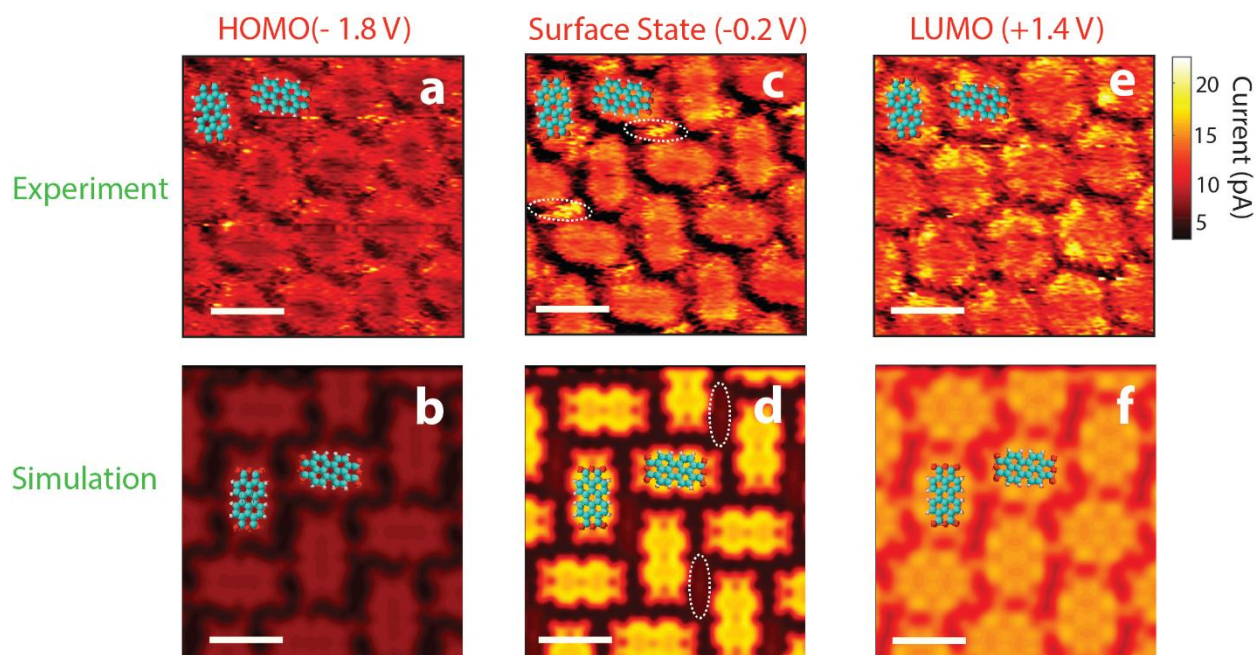 HOMO(- 1.8 V)
Surface State (-0.2 V)
LUMO (+1.4 V)
Experiment
a
c
e
20
15
10
5
Current (pA)
Simulation
b
d
f